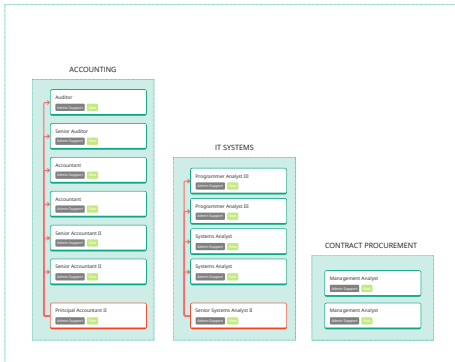 ACCOUNTING
Auditor
Admin Support
Senior Auditor
Admin Support
Accountant
Admin Support
Accountant
Admin Support
Senior Accountant II
Admin Support
Senior Accountant II
Admin Support
Principal Accountant II
Admin Support
IT SYSTEMS
Programmer Analyst III
Admin Support
Programmer Analyst III
Admin Support
Systems Analyst
Admin Support
Systems Analyst
Admin Support
Senior Systems Analyst II
Admin Support
CONTRACT PROCUREMENT
Management Analyst
Admin Support
Management Analyst
Admin Support